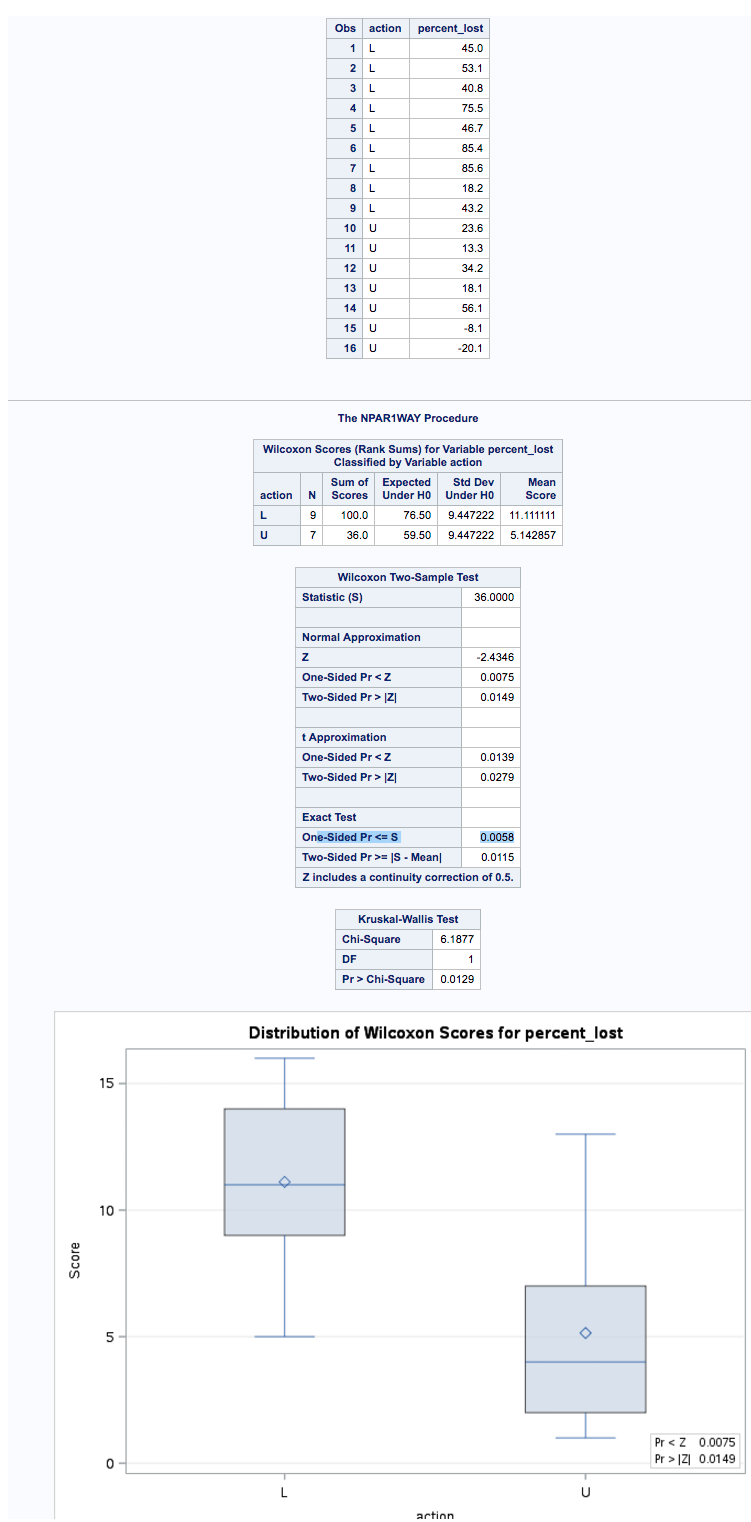 Obs action percent_lost
1 L 45.0
2 L 53.1
3 L 40.8
4 L 75.5
5 L 46.7
6 L 85.4
7 L 85.6
8 L 18.2
9 L 43.2
10 U 23.6
11 U 13.3
12 U 34.2
13 U 18.1
14 U 56.1
15 U -8.1
16 U -20.1
The NPAR1WAY Procedure
Wilcoxon Scores (Rank Sums) for Variable percent_lost
Classified by Variable action
action N Sum of Scores Expected Under H0 Std Dev Under H0 Mean Score
L 9 100.0 76.50 9.447222 11.111111
U 7 36.0 59.50 9.447222 5.142857
Wilcoxon Two-Sample Test
Statistic (S) 36.0000
Normal Approximation
Z -2.4346
One-Sided Pr < Z 0.0075
Two-Sided Pr > |Z| 0.0149
t Approximation
One-Sided Pr < Z 0.0139
Two-Sided Pr > |Z| 0.0279
Exact Test
One-Sided Pr <= S 0.0058
Two-Sided Pr >= |S - Mean| 0.0115
Z includes a continuity correction of 0.5.
Kruskal-Wallis Test
Chi-Square 6.1877
DF 1
Pr > Chi-Square 0.0129
Distribution of Wilcoxon Scores for percent_lost
15
10
5
0
Score
Pr < Z 0.0075
Pr > |Z| 0.0149
L U
action